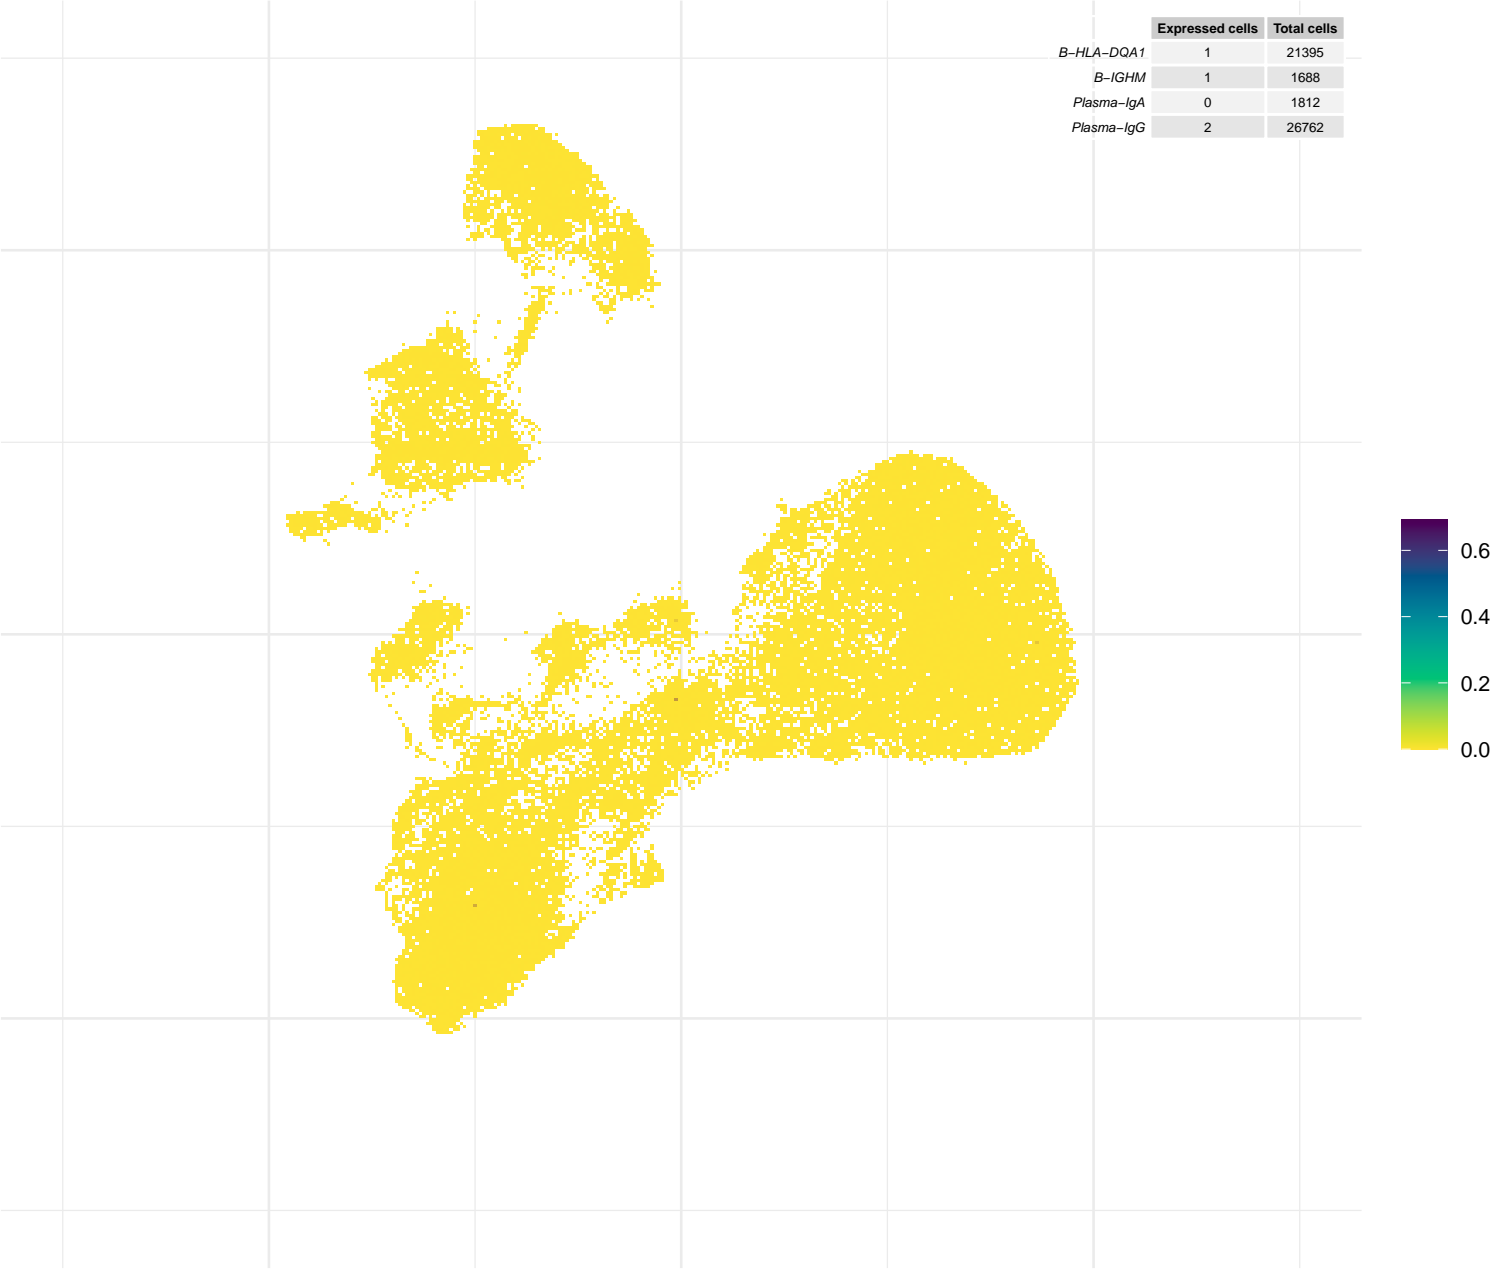 Expressed cells Total cells
B−HLA−DQA1 1 21395
B−IGHM 1 1688
Plasma−IgA 0 1812
Plasma−IgG 2 26762
0.6
0.4
0.2
0.0